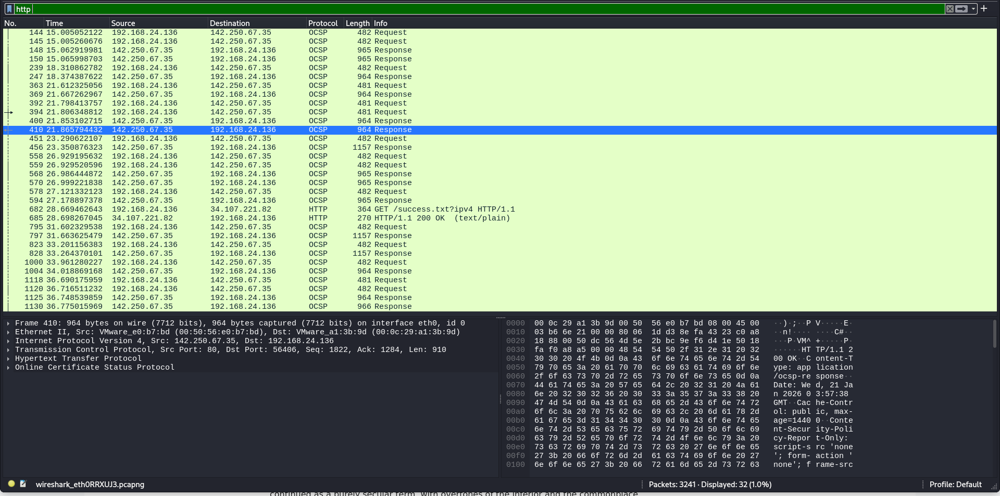 http
No. Time Source Destination Protocol Length Info
144 15.005052122 192.168.24.136 142.250.67.35 OCSP 482 Request
145 15.005260676 192.168.24.136 142.250.67.35 OCSP 482 Request
148 15.062919981 142.250.67.35 192.168.24.136 OCSP 965 Response
150 15.065998703 142.250.67.35 192.168.24.136 OCSP 965 Response
239 18.310862782 192.168.24.136 142.250.67.35 OCSP 482 Request
247 18.374387622 142.250.67.35 192.168.24.136 OCSP 964 Response
363 21.612325056 192.168.24.136 142.250.67.35 OCSP 481 Request
369 21.667262967 142.250.67.35 192.168.24.136 OCSP 964 Response
392 21.798413757 192.168.24.136 142.250.67.35 OCSP 481 Request
394 21.806348812 192.168.24.136 142.250.67.35 OCSP 481 Request
400 21.853102715 142.250.67.35 192.168.24.136 OCSP 964 Response
410 21.865794432 142.250.67.35 192.168.24.136 OCSP 964 Response
451 23.290622107 192.168.24.136 142.250.67.35 OCSP 482 Request
456 23.350876323 142.250.67.35 192.168.24.136 OCSP 1157 Response
558 26.929195632 192.168.24.136 142.250.67.35 OCSP 482 Request
559 26.929520596 192.168.24.136 142.250.67.35 OCSP 482 Request
568 26.986444872 142.250.67.35 192.168.24.136 OCSP 965 Response
570 26.999221838 142.250.67.35 192.168.24.136 OCSP 965 Response
578 27.121332123 192.168.24.136 142.250.67.35 OCSP 482 Request
594 27.178897378 142.250.67.35 192.168.24.136 OCSP 965 Response
682 28.669462643 192.168.24.136 34.107.221.82 HTTP 364 GET /success.txt?ipv4 HTTP/1.1
685 28.698267045 34.107.221.82 192.168.24.136 HTTP 270 HTTP/1.1 200 OK (text/plain)
795 31.602329538 192.168.24.136 142.250.67.35 OCSP 482 Request
797 31.663625479 142.250.67.35 192.168.24.136 OCSP 1157 Response
823 33.201156383 192.168.24.136 142.250.67.35 OCSP 482 Request
828 33.264370101 142.250.67.35 192.168.24.136 OCSP 1157 Response
1000 33.961280227 192.168.24.136 142.250.67.35 OCSP 482 Request
1004 34.018869168 142.250.67.35 192.168.24.136 OCSP 964 Response
1118 36.690175959 192.168.24.136 142.250.67.35 OCSP 481 Request
1120 36.716511232 192.168.24.136 142.250.67.35 OCSP 482 Request
1125 36.748539859 142.250.67.35 192.168.24.136 OCSP 964 Response
1130 36.775015969 142.250.67.35 192.168.24.136 OCSP 966 Response
Frame 410: 964 bytes on wire (7712 bits), 964 bytes captured (7712 bits) on interface eth0, id 0
Ethernet II, Src: VMware_e0:b7:bd (00:50:56:e0:b7:bd), Dst: VMware_a1:3b:9d (00:0c:29:a1:3b:9d)
Internet Protocol Version 4, Src: 142.250.67.35, Dst: 192.168.24.136
Transmission Control Protocol, Src Port: 80, Dst Port: 56406, Seq: 1822, Ack: 1284, Len: 910
Hypertext Transfer Protocol
Online Certificate Status Protocol
0000 00 0c 29 a1 3b 9d 00 50 56 e0 b7 bd 08 00 45 00 ··)·;··P V·····E·
0010 03 b6 6e 21 00 00 80 06 1d d3 8e fa 43 23 c0 a8 ··n!···· ····C#··
0020 18 88 00 50 dc 56 4d 5e 2b bc 9e f6 d4 1e 50 18 ···P·VM^ +·····P·
0030 fa f0 a8 a5 00 00 48 54 54 50 2f 31 2e 31 20 32 ······HT TP/1.1 2
0040 30 30 20 4f 4b 0d 0a 43 6f 6e 74 65 6e 74 2d 54 00 OK··C ontent-T
0050 79 70 65 3a 20 61 70 70 6c 69 63 61 74 69 6f 6e ype: app lication
0060 2f 6f 63 73 70 2d 72 65 73 70 6f 6e 73 65 0d 0a /ocsp-re sponse··
0070 44 61 74 65 3a 20 57 65 64 2c 20 32 31 20 4a 61 Date: We d, 21 Ja
0080 6e 20 32 30 32 36 20 30 33 3a 35 37 3a 33 38 20 n 2026 0 3:57:38
0090 47 4d 54 0d 0a 43 61 63 68 65 2d 43 6f 6e 74 72 GMT··Cac he-Contr
00a0 6f 6c 3a 20 70 75 62 6c 69 63 2c 20 6d 61 78 2d ol: publ ic, max-
00b0 61 67 65 3d 31 34 34 30 30 0d 0a 43 6f 6e 74 65 age=1440 0··Conte
00c0 6e 74 2d 53 65 63 75 72 69 74 79 2d 50 6f 6c 69 nt-Secur ity-Poli
00d0 63 79 2d 52 65 70 6f 72 74 2d 4f 6e 6c 79 3a 20 cy-Repor t-Only:
00e0 73 63 72 69 70 74 2d 73 72 63 20 27 6e 6f 6e 65 script-s rc 'none
00f0 27 3b 20 66 6f 72 6d 2d 61 63 74 69 6f 6e 20 27 '; form- action '
0100 6e 6f 6e 65 27 3b 20 66 72 61 6d 65 2d 73 72 63 none'; f rame-src
wireshark_eth0RRXUJ3.pcapng
Packets: 3241 · Displayed: 32 (1.0%)
Profile: Default
continued as a purely secular term, with overtones of the inferior and the commonplace